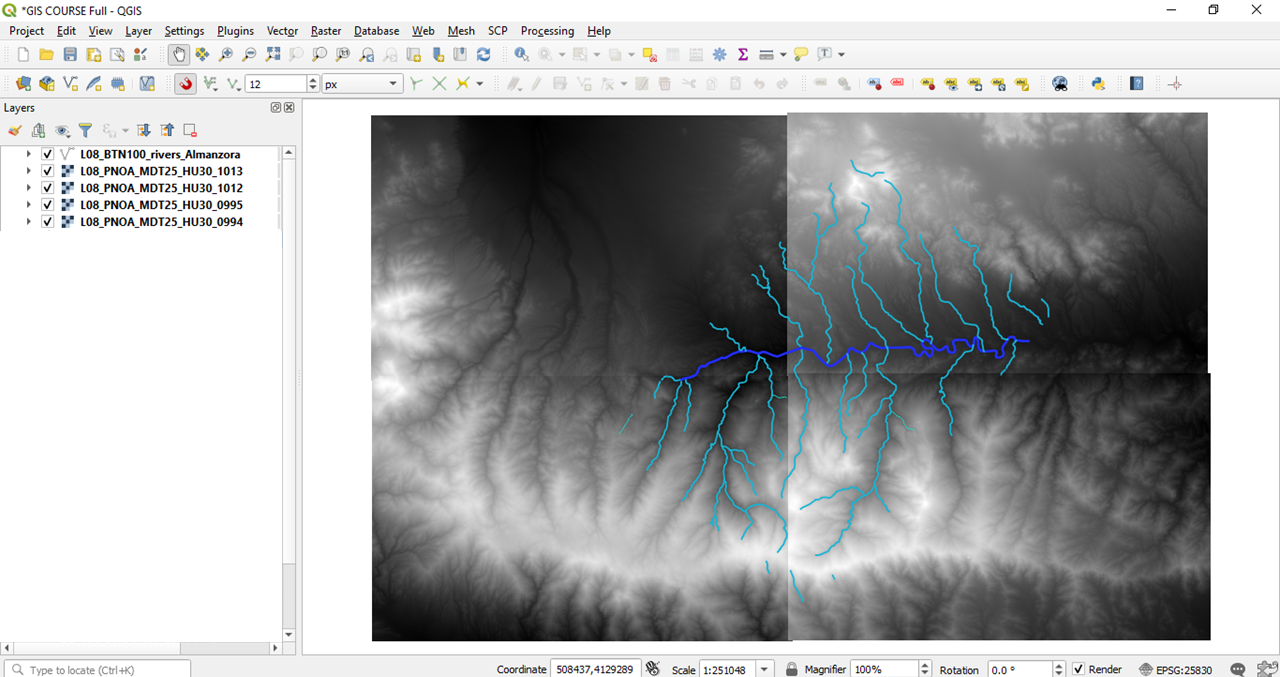 *GIS COURSE Full - QGIS
Project Edit View Layer Settings Plugins Vector Raster Database Web Mesh SCP Processing Help
12 px
Layers
L08_BTN100_rivers_Almanzora
L08_PNOA_MDT25_HU30_1013
L08_PNOA_MDT25_HU30_1012
L08_PNOA_MDT25_HU30_0995
L08_PNOA_MDT25_HU30_0994
Type to locate (Ctrl+K) Coordinate 508437,4129289 Scale 1:251048 Magnifier 100% Rotation 0.0 ° Render EPSG:25830